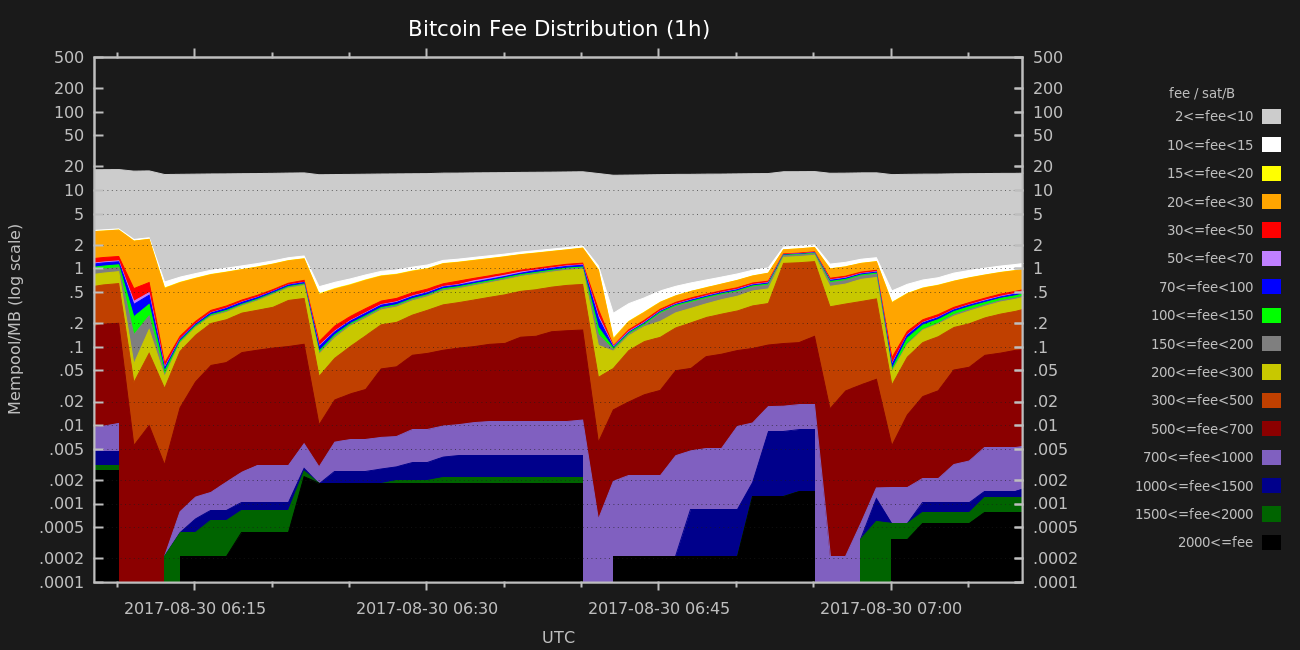 Bitcoin Fee Distribution (1h)
Mempool/MB (log scale)
500
200
100
50
20
10
5
2
1
.5
.2
.1
.05
.02
.01
.005
.002
.001
.0005
.0002
.0001
500
200
100
50
20
10
5
2
1
.5
.2
.1
.05
.02
.01
.005
.002
.001
.0005
.0002
.0001
2017-08-30 06:15
2017-08-30 06:30
2017-08-30 06:45
2017-08-30 07:00
UTC
fee / sat/B
2<=fee<10
10<=fee<15
15<=fee<20
20<=fee<30
30<=fee<50
50<=fee<70
70<=fee<100
100<=fee<150
150<=fee<200
200<=fee<300
300<=fee<500
500<=fee<700
700<=fee<1000
1000<=fee<1500
1500<=fee<2000
2000<=fee